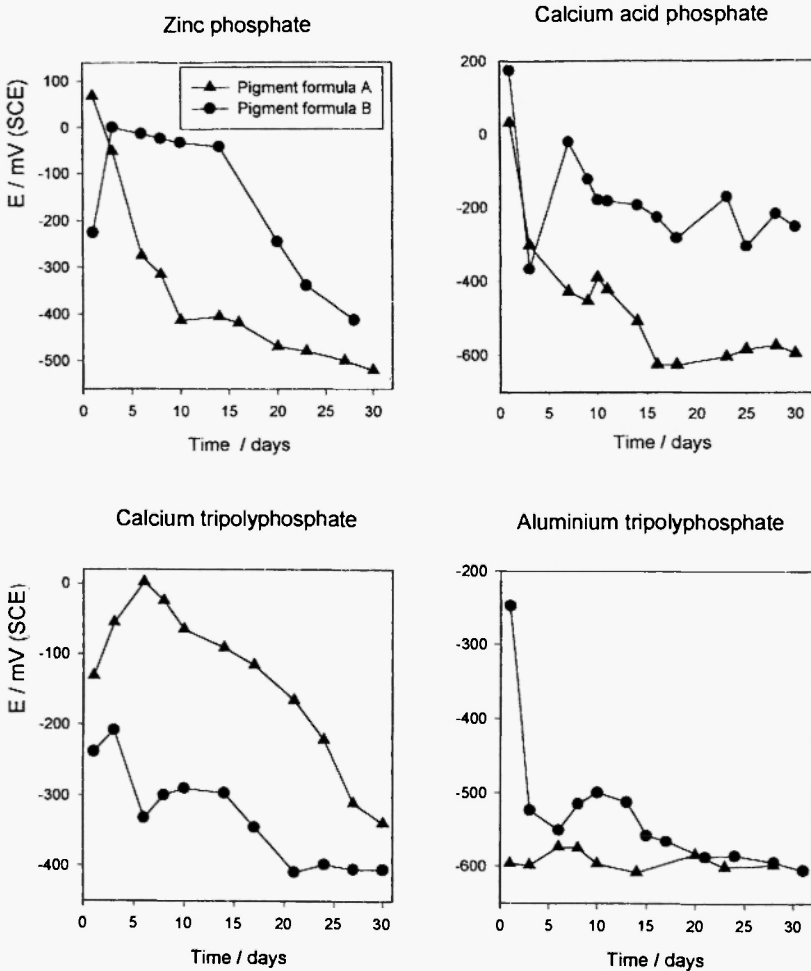 Zinc phosphate
E / mV (SCE)
100
0
-100
-200
-300
-400
-500
Pigment formula A
Pigment formula B
0 5 10 15 20 25 30
Time / days
Calcium acid phosphate
200
0
-200
-400
-600
0 5 10 15 20 25 30
Time / days
Calcium tripolyphosphate
E / mV (SCE)
0
-100
-200
-300
-400
0 5 10 15 20 25 30
Time / days
Aluminium tripolyphosphate
-200
-300
-400
-500
-600
0 5 10 15 20 25 30
Time / days